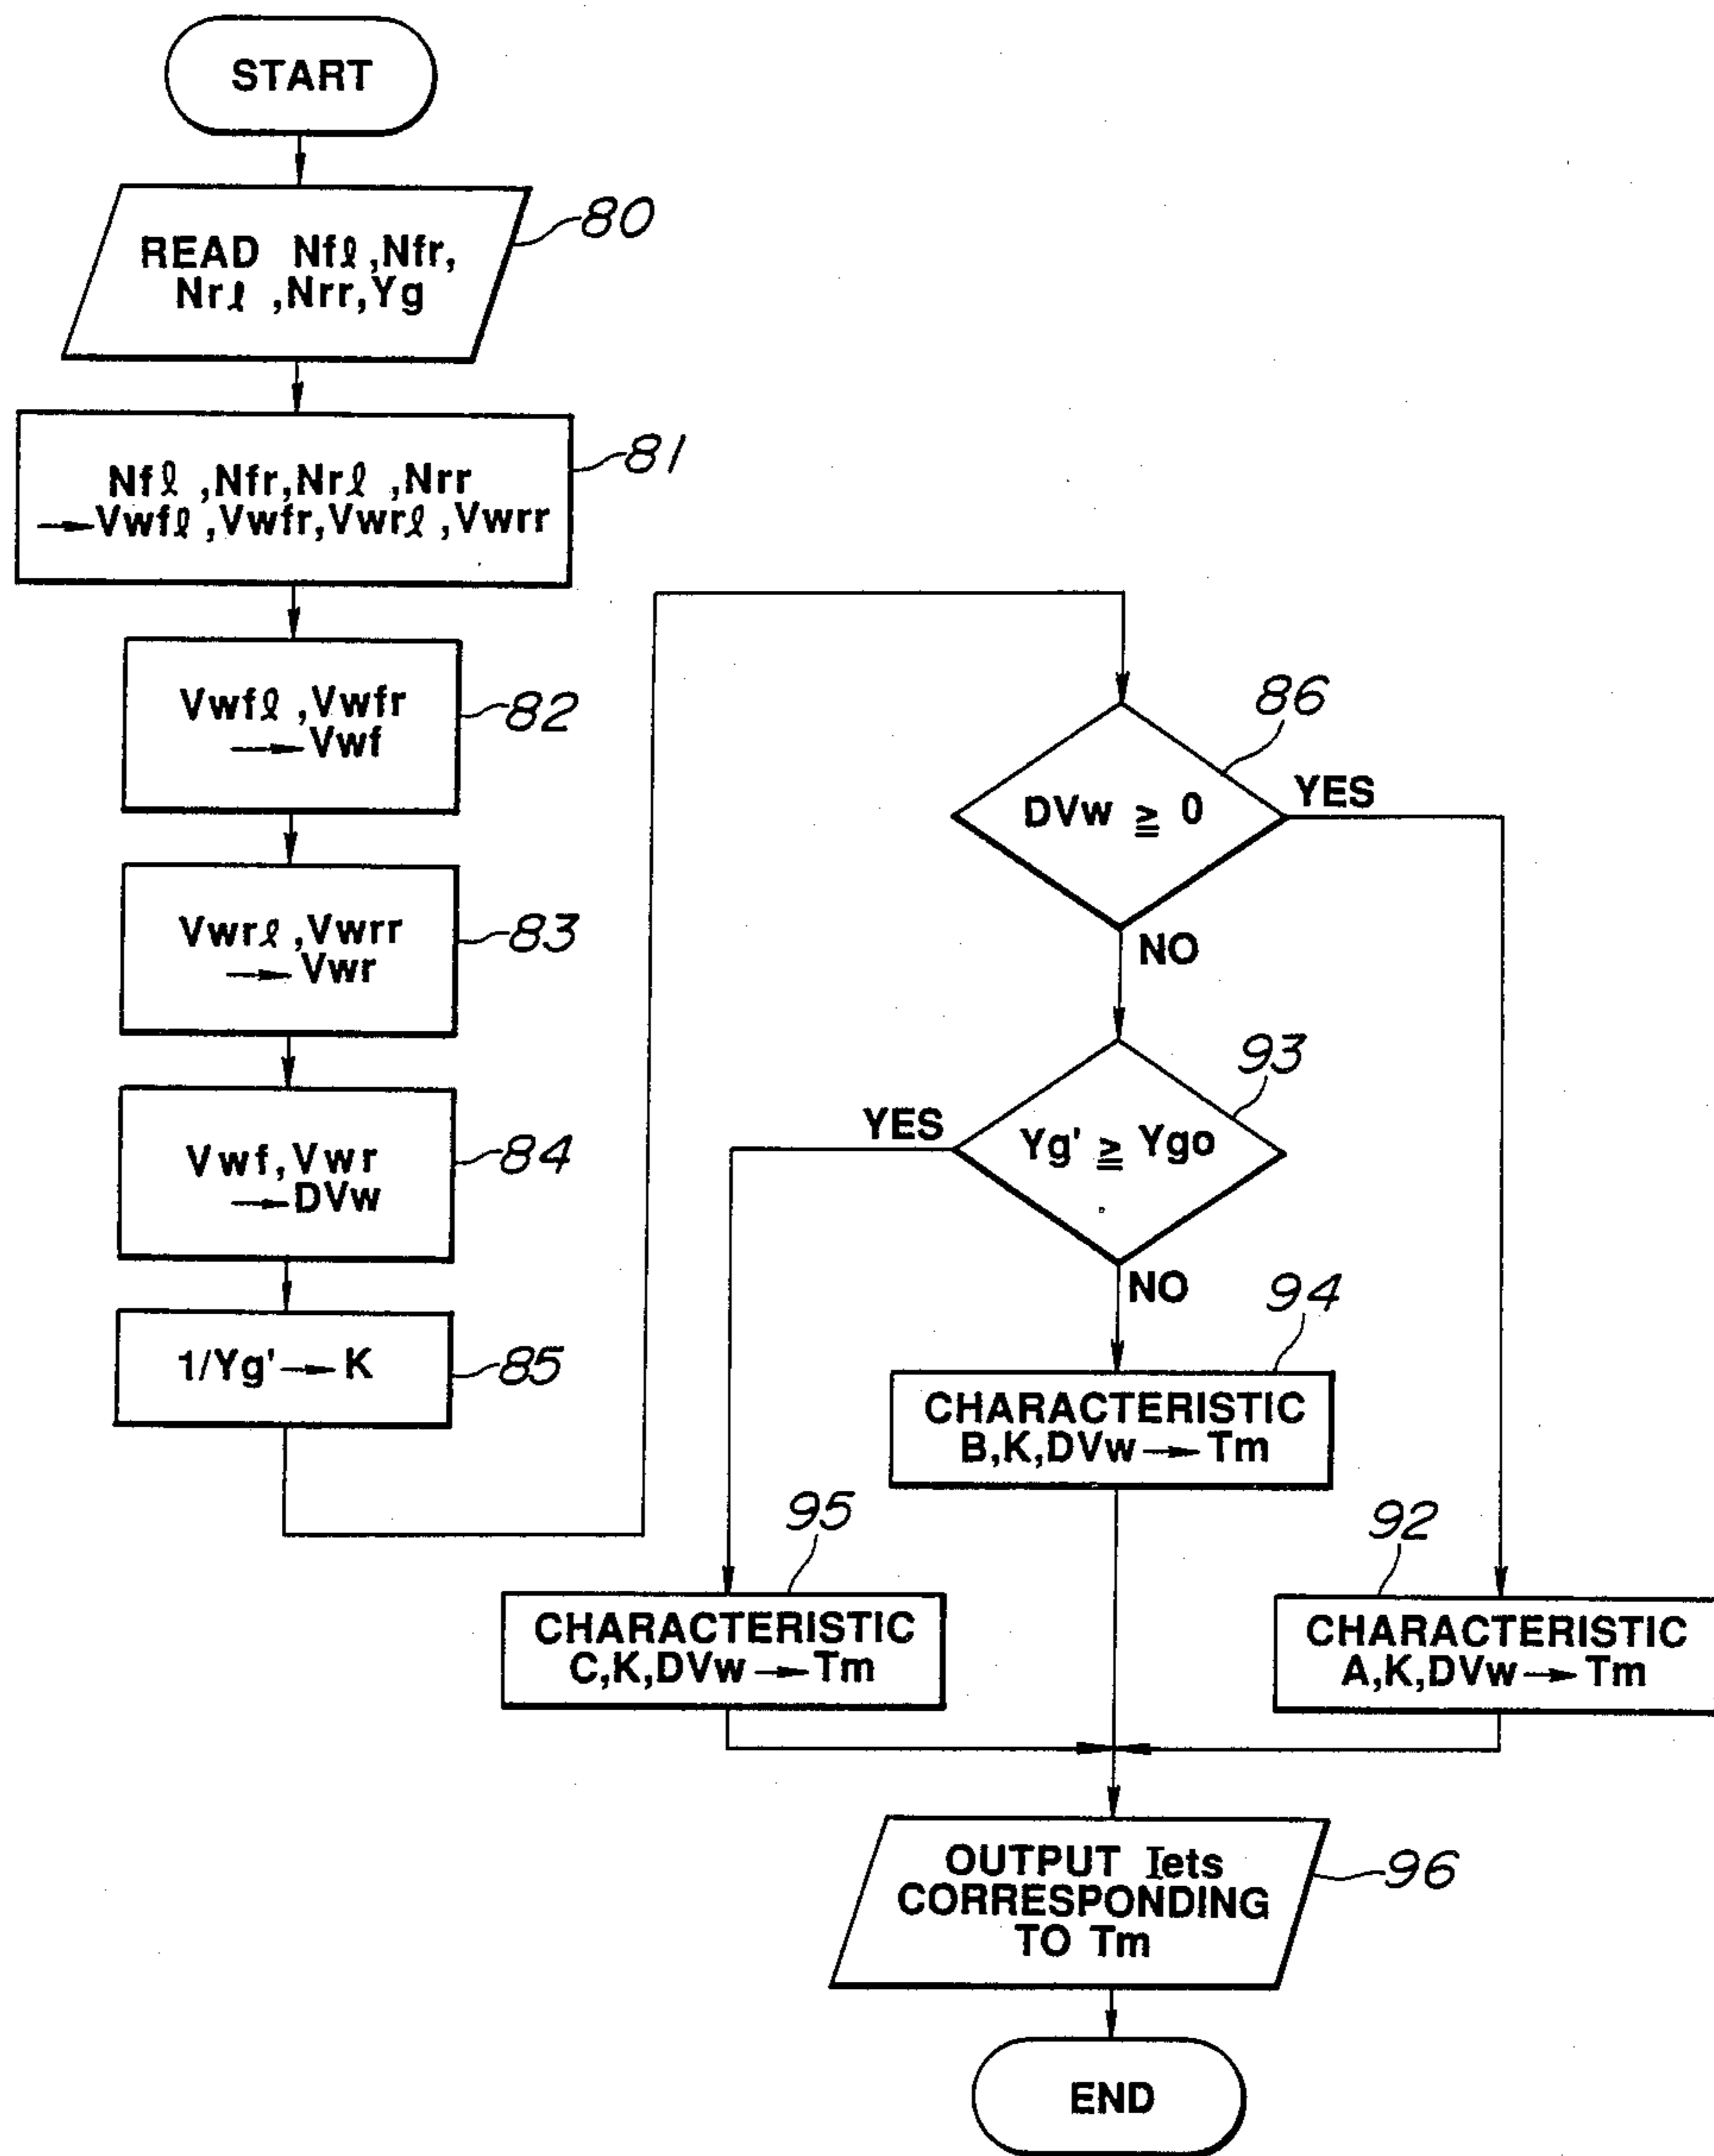 START
READ Nfℓ,Nfr,
Nrℓ,Nrr,Yg
80
Nfℓ,Nfr,Nrℓ,Nrr
→Vwfℓ,Vwfr,Vwrℓ,Vwrr
81
Vwfℓ,Vwfr
→Vwf
82
Vwrℓ,Vwrr
→Vwr
83
Vwf,Vwr
→DVw
84
1/Yg'→K
85
DVw ≧ 0
86
YES
NO
Yg' ≧ Ygo
93
YES
NO
CHARACTERISTIC
B,K,DVw→Tm
94
CHARACTERISTIC
C,K,DVw→Tm
95
CHARACTERISTIC
A,K,DVw→Tm
92
OUTPUT Iets
CORRESPONDING
TO Tm
96
END